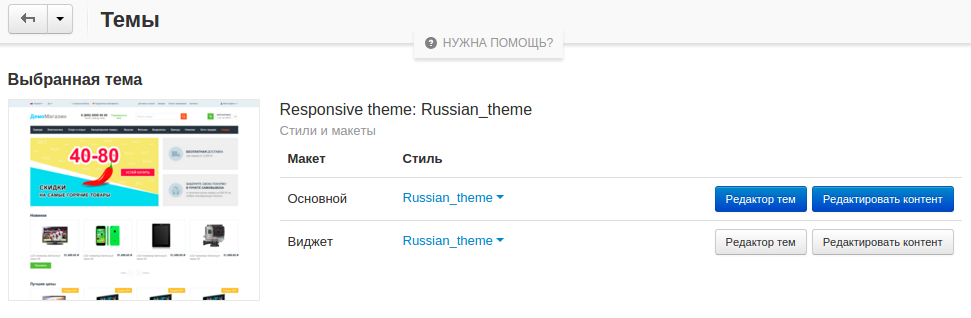 Темы
НУЖНА ПОМОЩЬ?
Выбранная тема
Responsive theme: Russian_theme
Стили и макеты
Макет Стиль
Основной Russian_theme Редактор тем Редактировать контент
Виджет Russian_theme Редактор тем Редактировать контент
ДемоМагазин
40-80
СКИДКИ
НА САМЫЕ ГОРЯЧИЕ ТОВАРЫ
Новинки
Лучшие цены